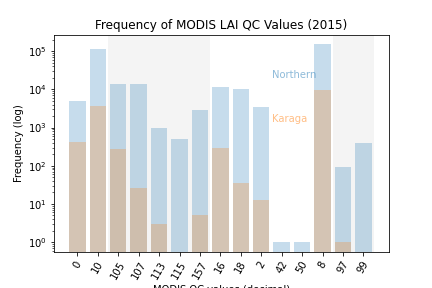 Frequency of MODIS LAI QC Values (2015)
Frequency (log)
10⁵
10⁴
10³
10²
10¹
10⁰
Northern
Karaga
0 10 105 107 113 115 157 16 18 2 42 50 8 97 99
MODIS QC values (decimal)